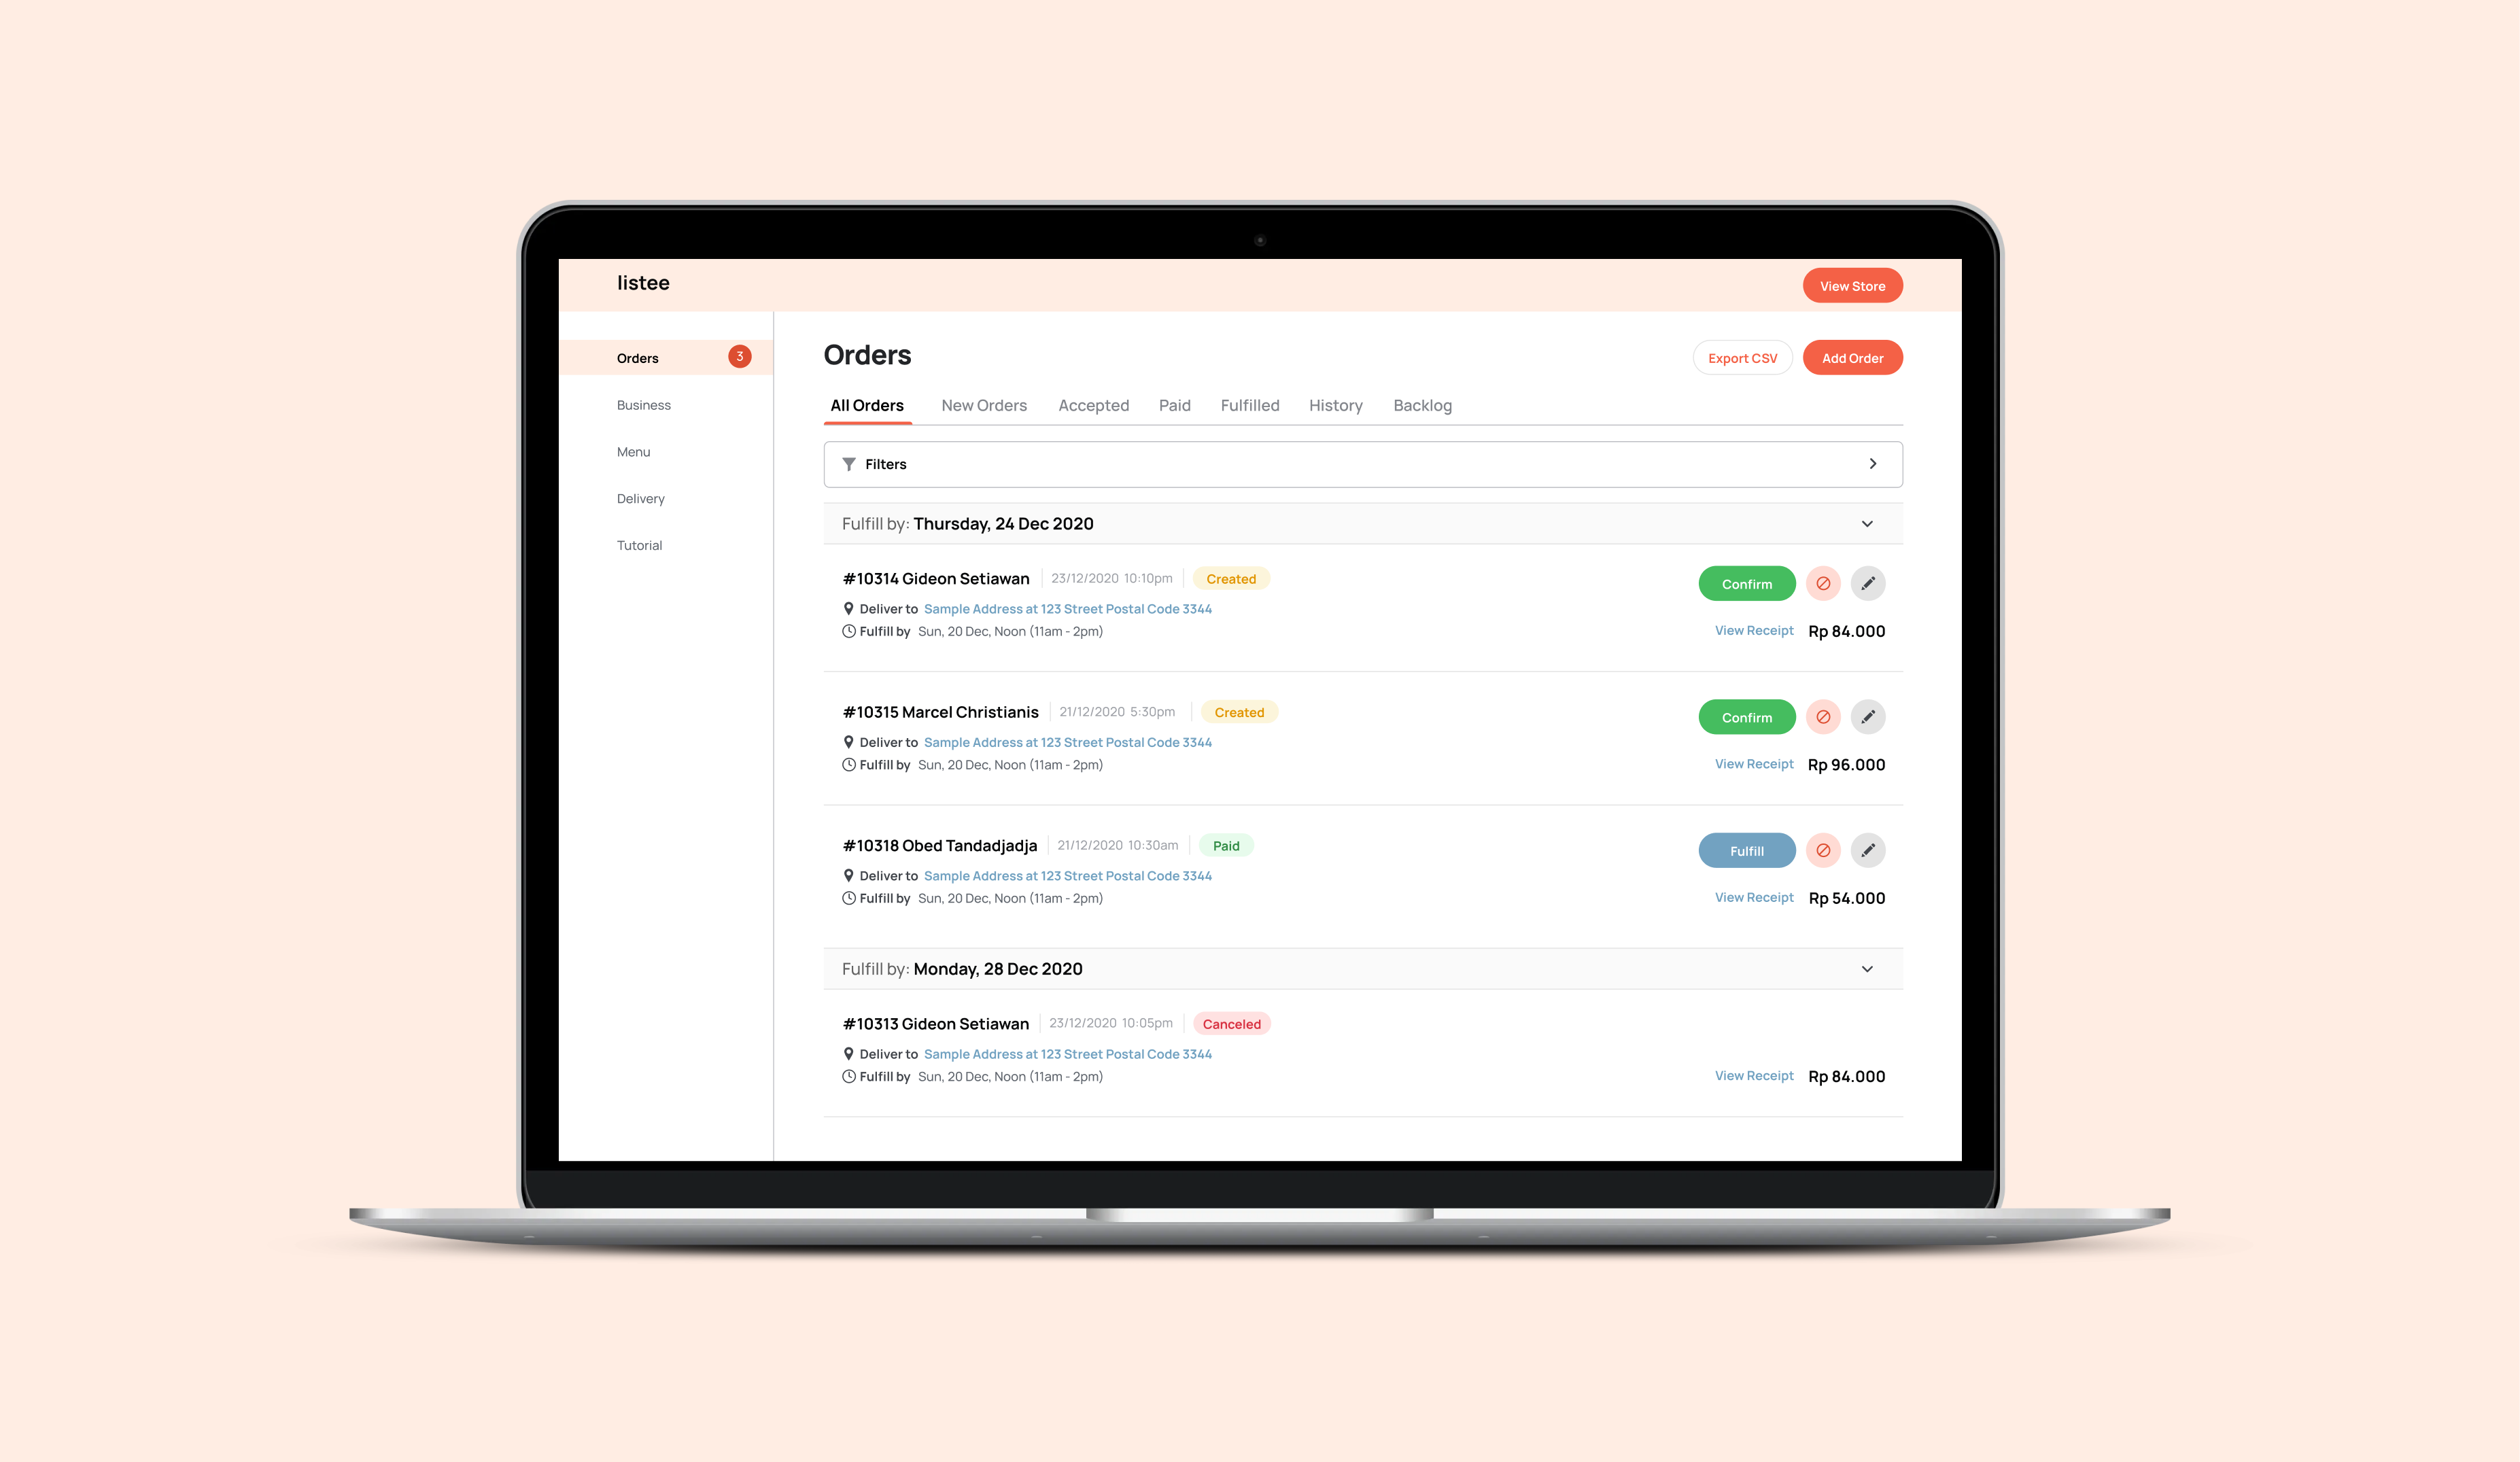 listee
View Store
Orders 3
Business
Menu
Delivery
Tutorial
Orders
Export CSV
Add Order
All Orders New Orders Accepted Paid Fulfilled History Backlog
Filters
Fulfill by: Thursday, 24 Dec 2020
#10314 Gideon Setiawan 23/12/2020 10:10pm Created
Confirm
Deliver to Sample Address at 123 Street Postal Code 3344
Fulfill by Sun, 20 Dec, Noon (11am - 2pm)
View Receipt Rp 84.000
#10315 Marcel Christianis 21/12/2020 5:30pm Created
Confirm
Deliver to Sample Address at 123 Street Postal Code 3344
Fulfill by Sun, 20 Dec, Noon (11am - 2pm)
View Receipt Rp 96.000
#10318 Obed Tandadjadja 21/12/2020 10:30am Paid
Fulfill
Deliver to Sample Address at 123 Street Postal Code 3344
Fulfill by Sun, 20 Dec, Noon (11am - 2pm)
View Receipt Rp 54.000
Fulfill by: Monday, 28 Dec 2020
#10313 Gideon Setiawan 23/12/2020 10:05pm Canceled
Deliver to Sample Address at 123 Street Postal Code 3344
Fulfill by Sun, 20 Dec, Noon (11am - 2pm)
View Receipt Rp 84.000